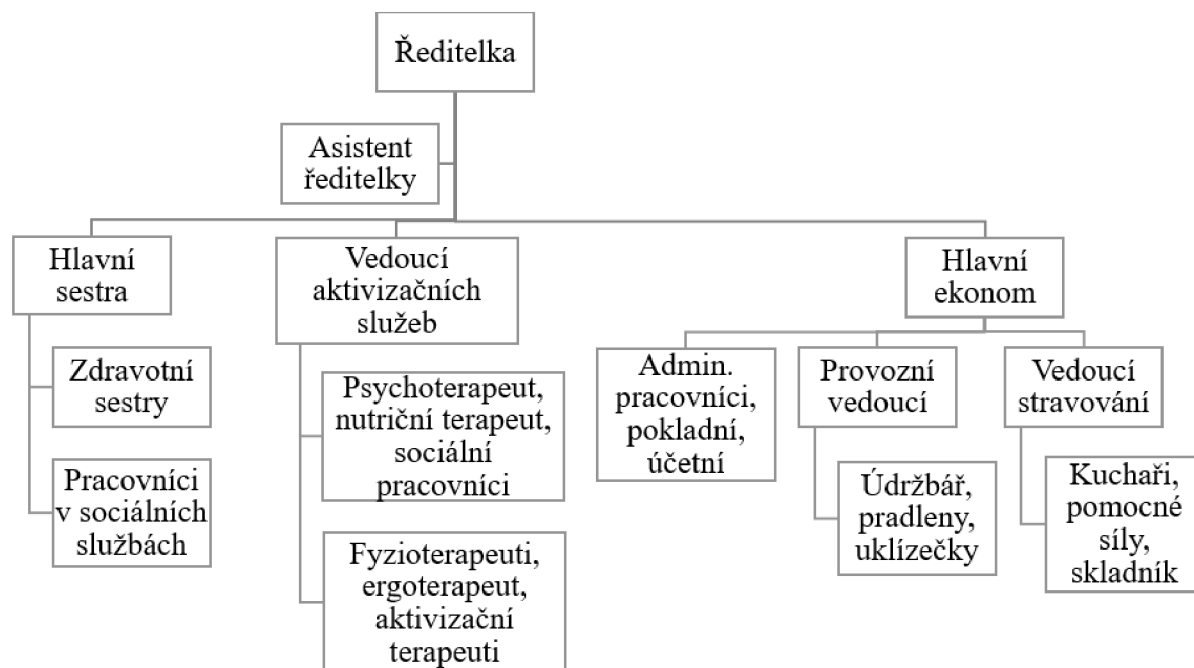 Ředitelka
Asistent
ředitelky
Hlavní
sestra
Zdravotní
sestry
Pracovníci
v sociálních
službách
Vedoucí
aktivizačních
služeb
Psychoterapeut,
nutriční terapeut,
sociální
pracovníci
Fyzioterapeuti,
ergoterapeut,
aktivizační
terapeuti
Hlavní
ekonom
Admin.
pracovníci,
pokladní,
účetní
Provozní
vedoucí
Údržbář,
pradleny,
uklízečky
Vedoucí
stravování
Kuchaři,
pomocné
síly,
skladník